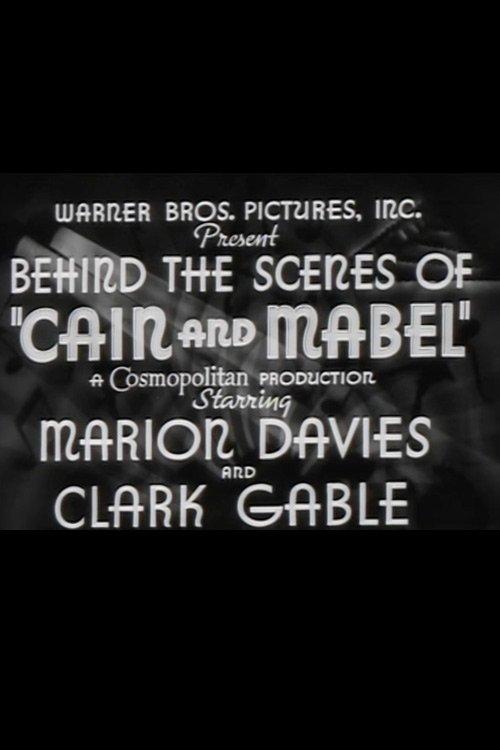 WARNER BROS. PICTURES, INC.
Present
BEHIND THE SCENES OF
"CAIN AND MABEL"
A Cosmopolitan PRODUCTION
Starring
MARION DAVIES
AND
CLARK GABLE